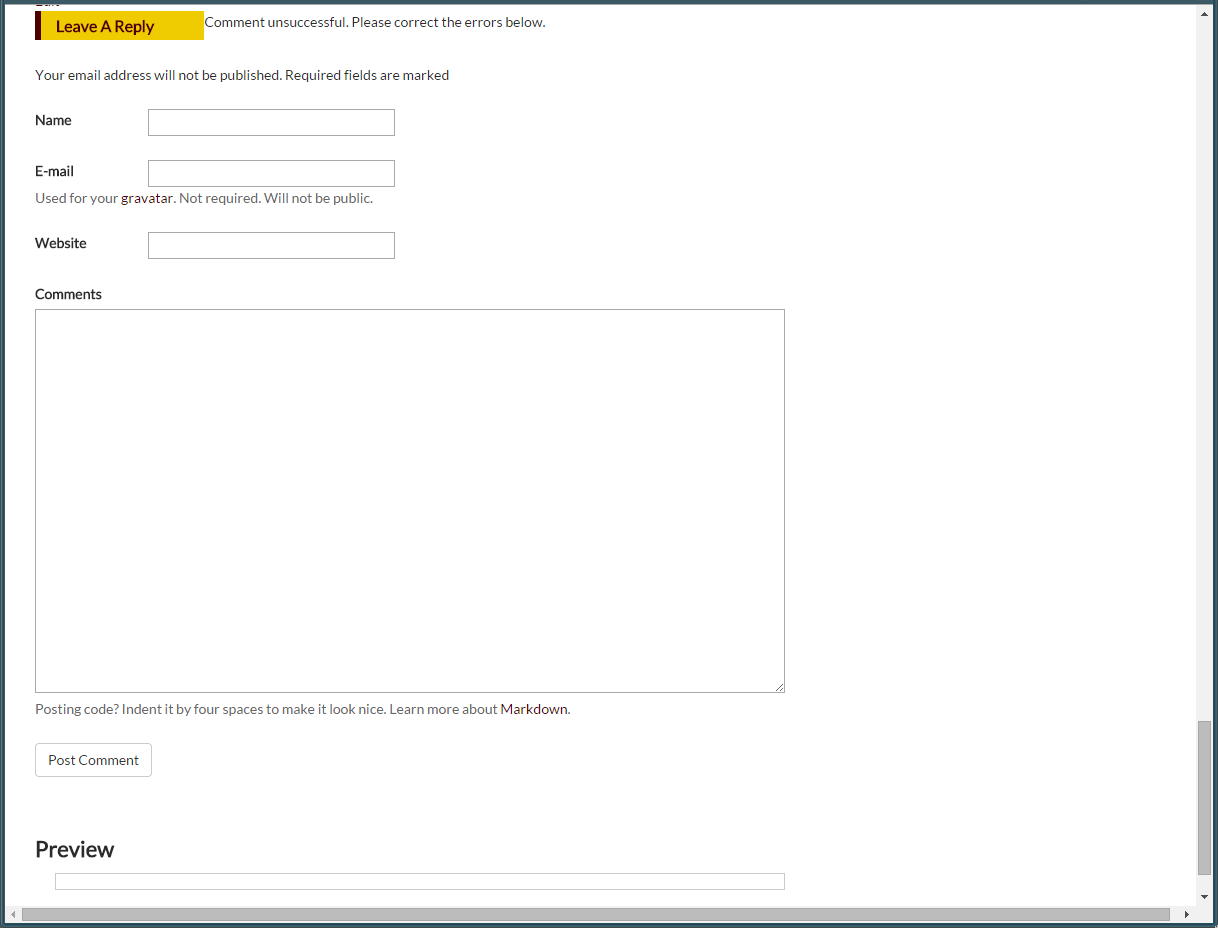 Leave A Reply Comment unsuccessful. Please correct the errors below.
Your email address will not be published. Required fields are marked
Name
E-mail
Used for your gravatar. Not required. Will not be public.
Website
Comments
Posting code? Indent it by four spaces to make it look nice. Learn more about Markdown.
Post Comment
Preview